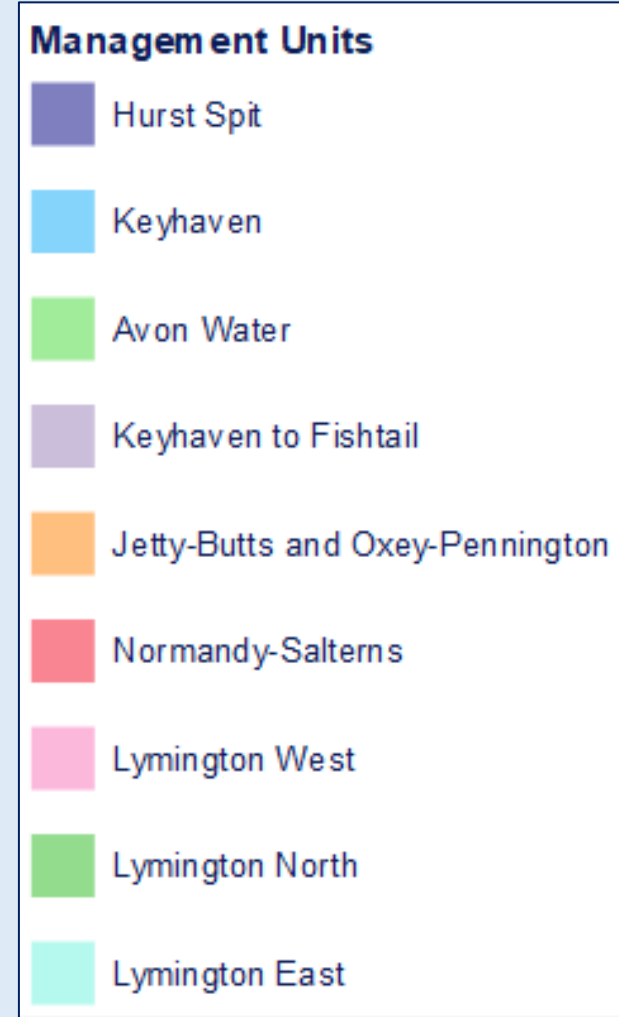 Management Units
Hurst Spit
Keyhaven
Avon Water
Keyhaven to Fishtail
Jetty-Butts and Oxey-Pennington
Normandy-Salterns
Lymington West
Lymington North
Lymington East